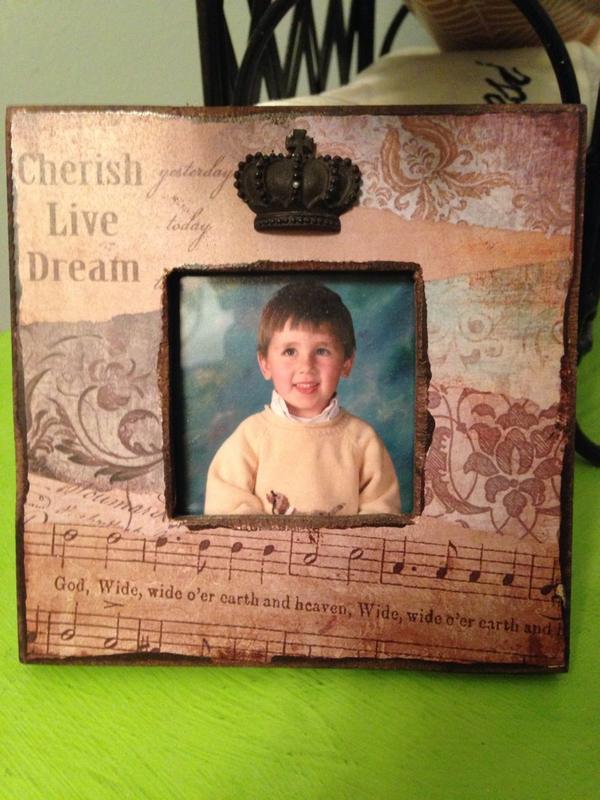 Cherish yesterday
Live today
Dream
God, Wide, wide o'er earth and heaven, Wide, wide o'er earth and